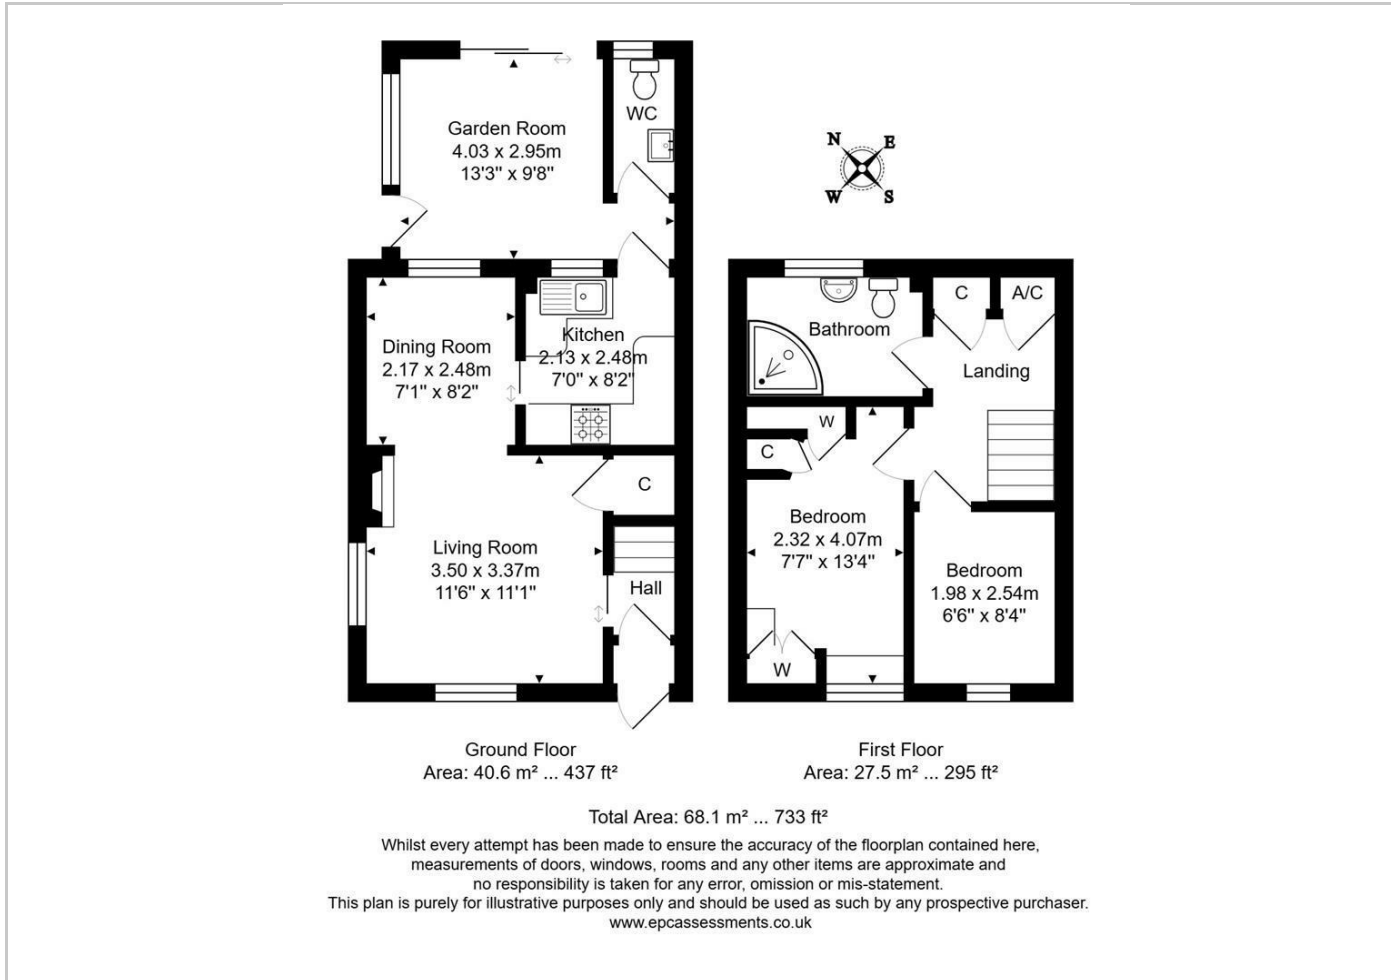 Garden Room
4.03 x 2.95m
13'3" x 9'8"
WC
N
E
W
S
Dining Room
2.17 x 2.48m
7'1" x 8'2"
Kitchen
2.13 x 2.48m
7'0" x 8'2"
C
Living Room
3.50 x 3.37m
11'6" x 11'1"
Hall
Bathroom
C
A/C
Landing
W
C
Bedroom
2.32 x 4.07m
7'7" x 13'4"
Bedroom
1.98 x 2.54m
6'6" x 8'4"
W
Ground Floor
Area: 40.6 m² ... 437 ft²
First Floor
Area: 27.5 m² ... 295 ft²
Total Area: 68.1 m² ... 733 ft²
Whilst every attempt has been made to ensure the accuracy of the floorplan contained here,
measurements of doors, windows, rooms and any other items are approximate and
no responsibility is taken for any error, omission or mis-statement.
This plan is purely for illustrative purposes only and should be used as such by any prospective purchaser.
www.epcassessments.co.uk